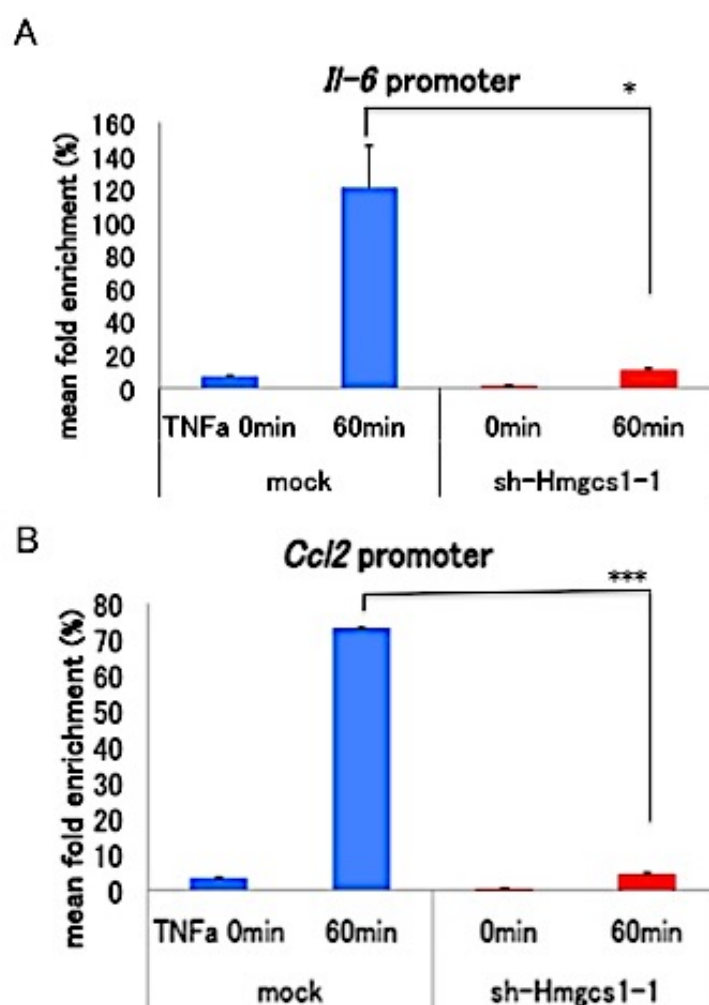 A
Il-6 promoter
*
mean fold enrichment (%)
160
140
120
100
80
60
40
20
0
TNFa 0min 60min 0min 60min
mock sh-Hmgcs1-1
B
Ccl2 promoter
***
mean fold enrichment (%)
80
70
60
50
40
30
20
10
0
TNFa 0min 60min 0min 60min
mock sh-Hmgcs1-1